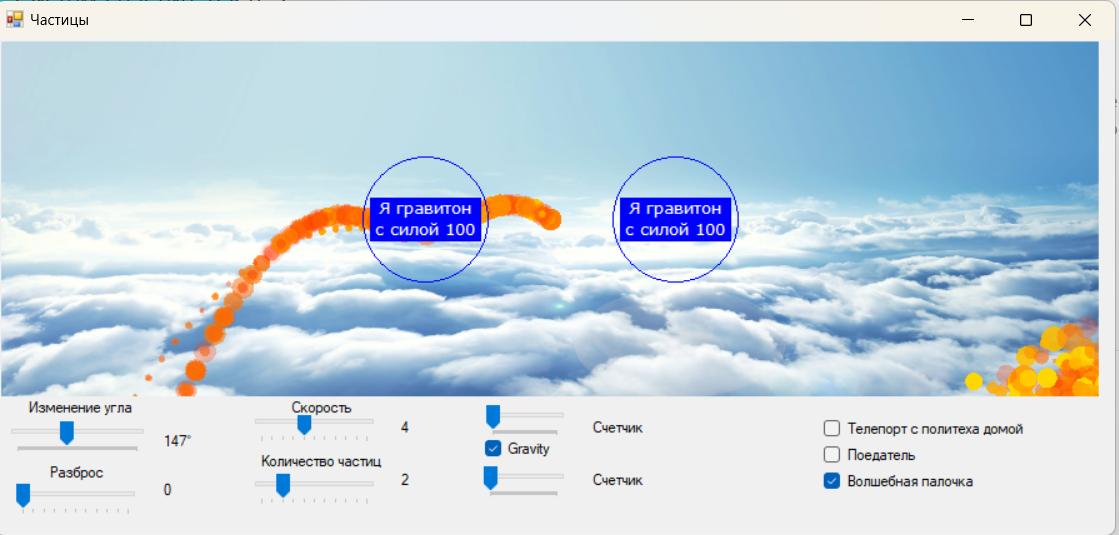 Частицы
Я гравитон
с силой 100
Я гравитон
с силой 100
Изменение угла
147°
Разброс
0
Скорость
4
Количество частиц
2
Gravity
Счетчик
Счетчик
Телепорт с политеха домой
Поедатель
Волшебная палочка